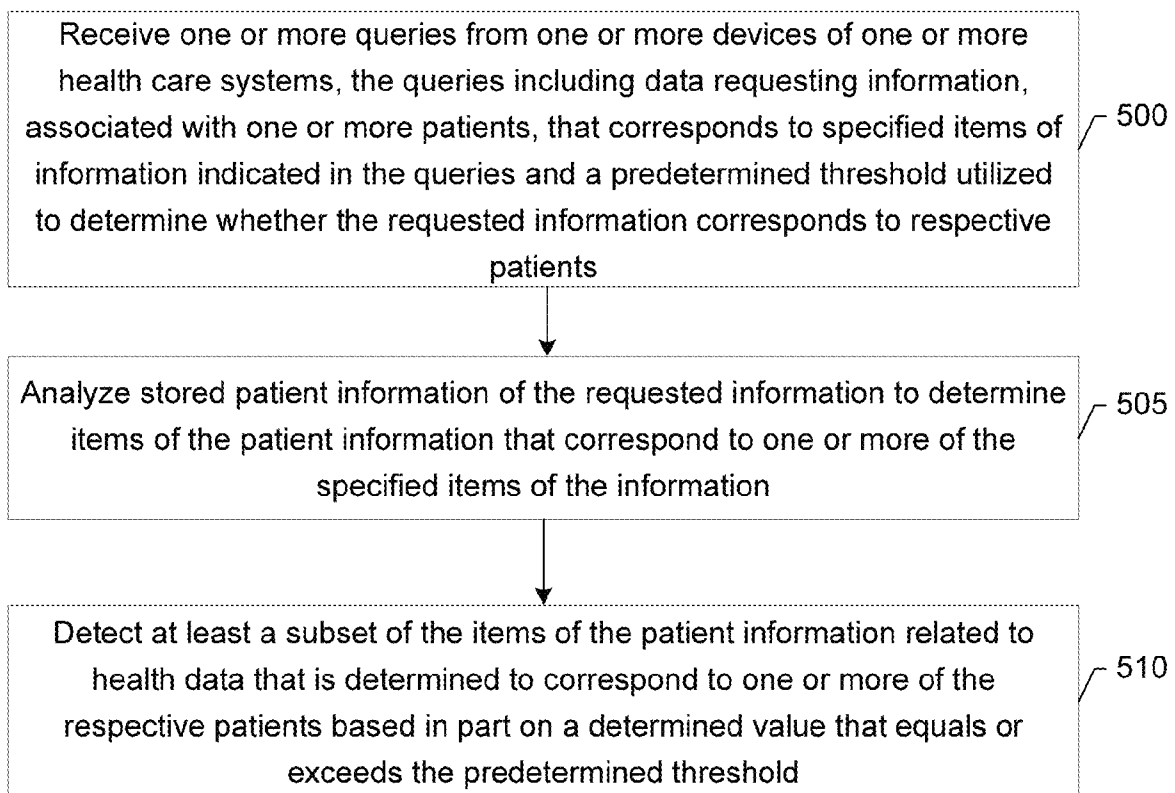 Receive one or more queries from one or more devices of one or more
health care systems, the queries including data requesting information,
associated with one or more patients, that corresponds to specified items of
information indicated in the queries and a predetermined threshold utilized
to determine whether the requested information corresponds to respective
patients
500
Analyze stored patient information of the requested information to determine
items of the patient information that correspond to one or more of the
specified items of the information
505
Detect at least a subset of the items of the patient information related to
health data that is determined to correspond to one or more of the
respective patients based in part on a determined value that equals or
exceeds the predetermined threshold
510